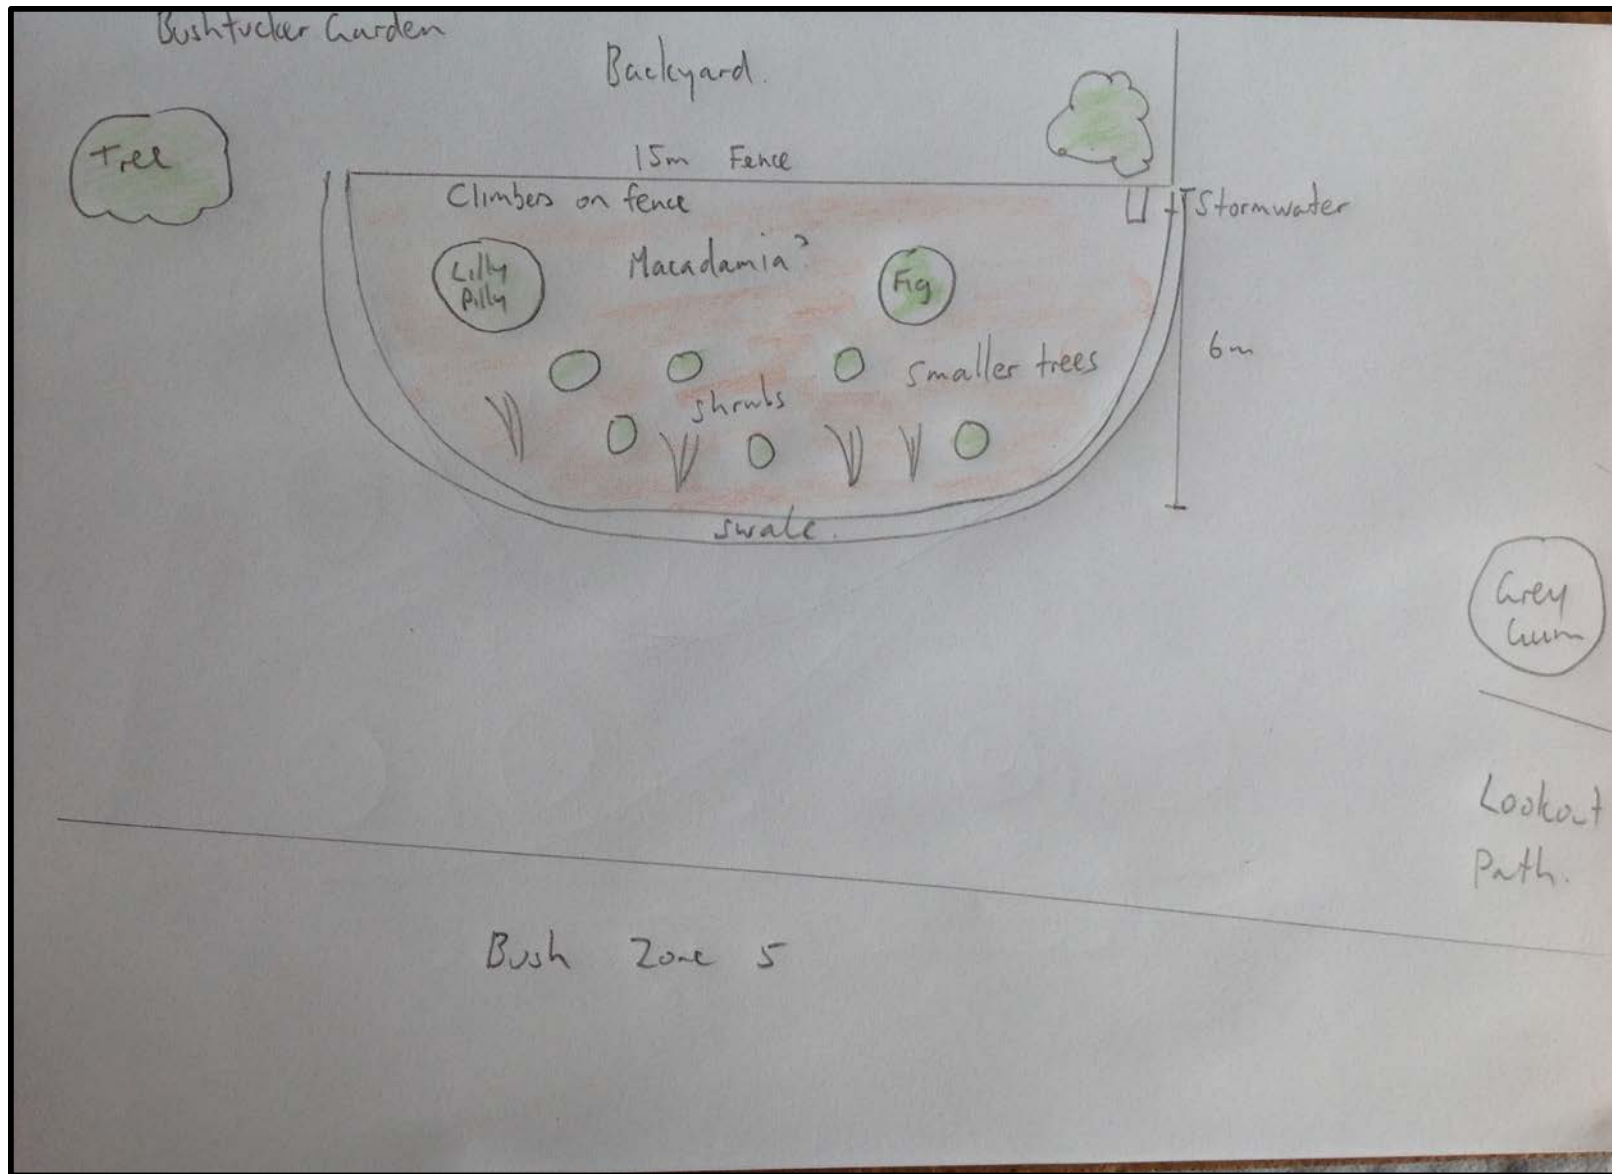 Bushtucker Garden
Backyard.
Tree
15m Fence
Climbers on fence
Stormwater
Lilly
Pilly
Macadamia?
Fig
6m
smaller trees
shrubs
swale.
Grey
Gum
Lookout
Path.
Bush Zone 5